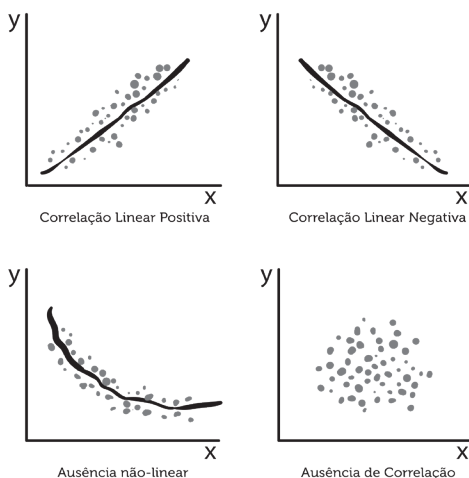 y
y
x
x
Correlação Linear Positiva
Correlação Linear Negativa
y
y
x
x
Ausência não-linear
Ausência de Correlação